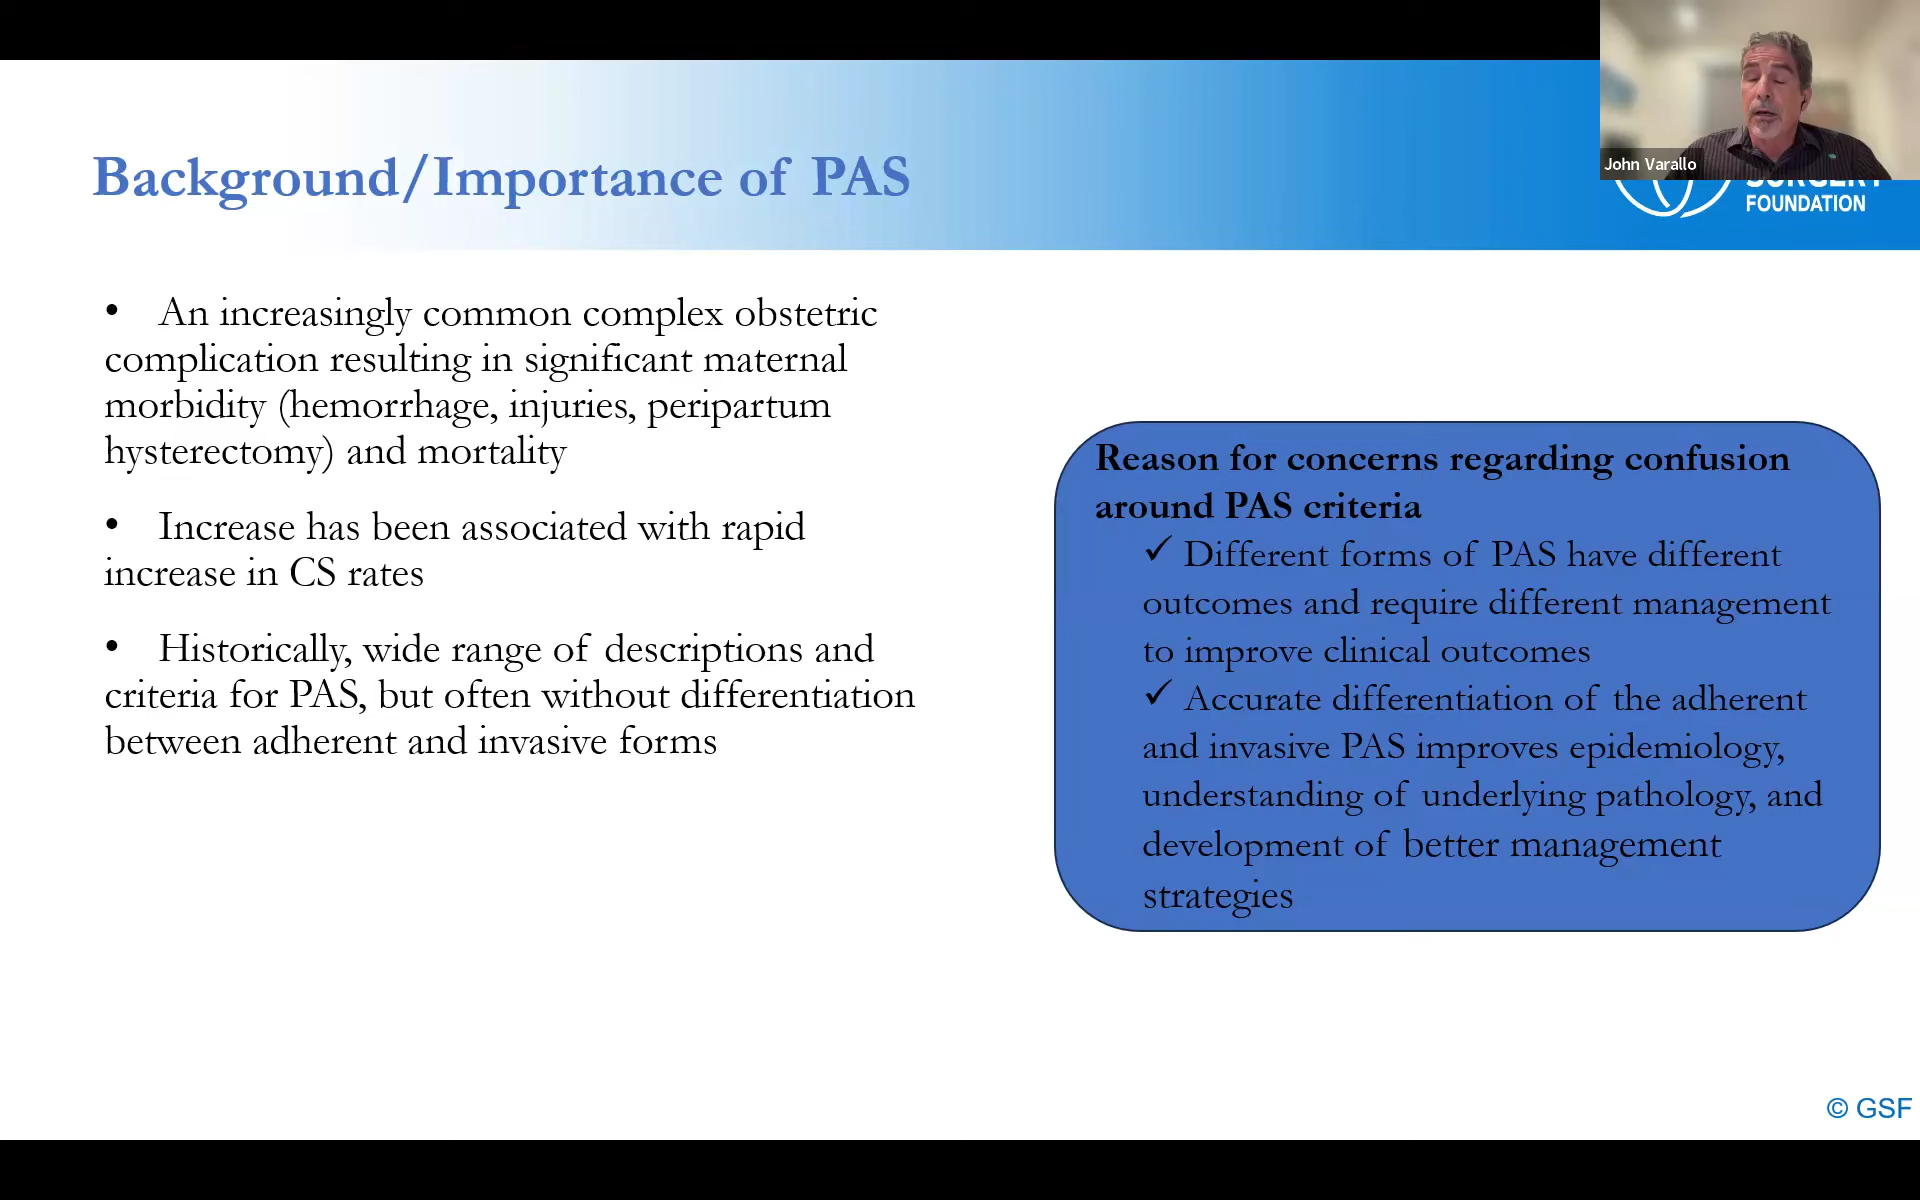 John Varallo
FOUNDATION
Background/Importance of PAS
• An increasingly common complex obstetric
complication resulting in significant maternal
morbidity (hemorrhage, injuries, peripartum
hysterectomy) and mortality
• Increase has been associated with rapid
increase in CS rates
• Historically, wide range of descriptions and
criteria for PAS, but often without differentiation
between adherent and invasive forms
Reason for concerns regarding confusion
around PAS criteria
✓ Different forms of PAS have different
outcomes and require different management
to improve clinical outcomes
✓ Accurate differentiation of the adherent
and invasive PAS improves epidemiology,
understanding of underlying pathology, and
development of better management
strategies
© GSF